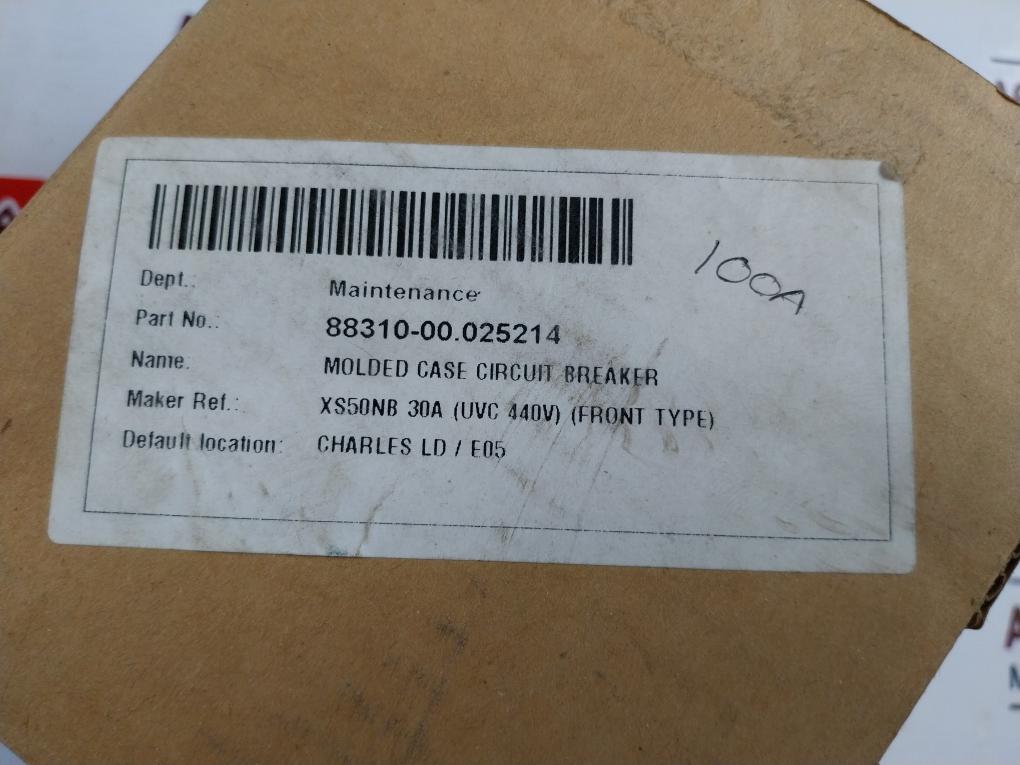 100A
Dept.: Maintenance
Part No.: 88310-00.025214
Name. MOLDED CASE CIRCUIT BREAKER
Maker Ref.: XS50NB 30A (UVC 440V) (FRONT TYPE)
Default location: CHARLES LD / E05